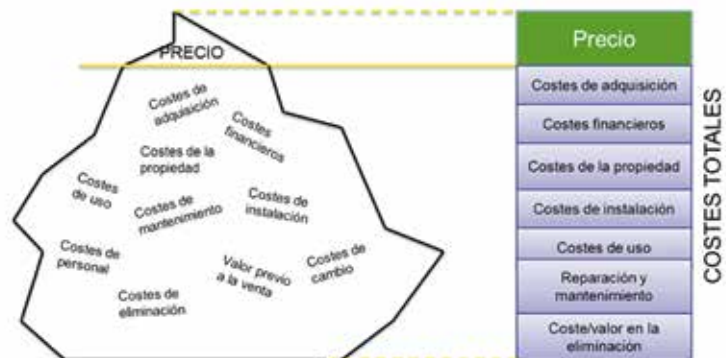 PRECIO
Costes de
adquisición
Costes
financieros
Costes de la
propiedad
Costes
de uso
Costes de
mantenimiento
Costes de
instalación
Costes de
personal
Valor previo
a la venta
Costes de
cambio
Costes de
eliminación
Precio
Costes de adquisición
Costes financieros
Costes de la propiedad
Costes de instalación
Costes de uso
Reparación y
mantenimiento
Coste/valor en la
eliminación
COSTES TOTALES